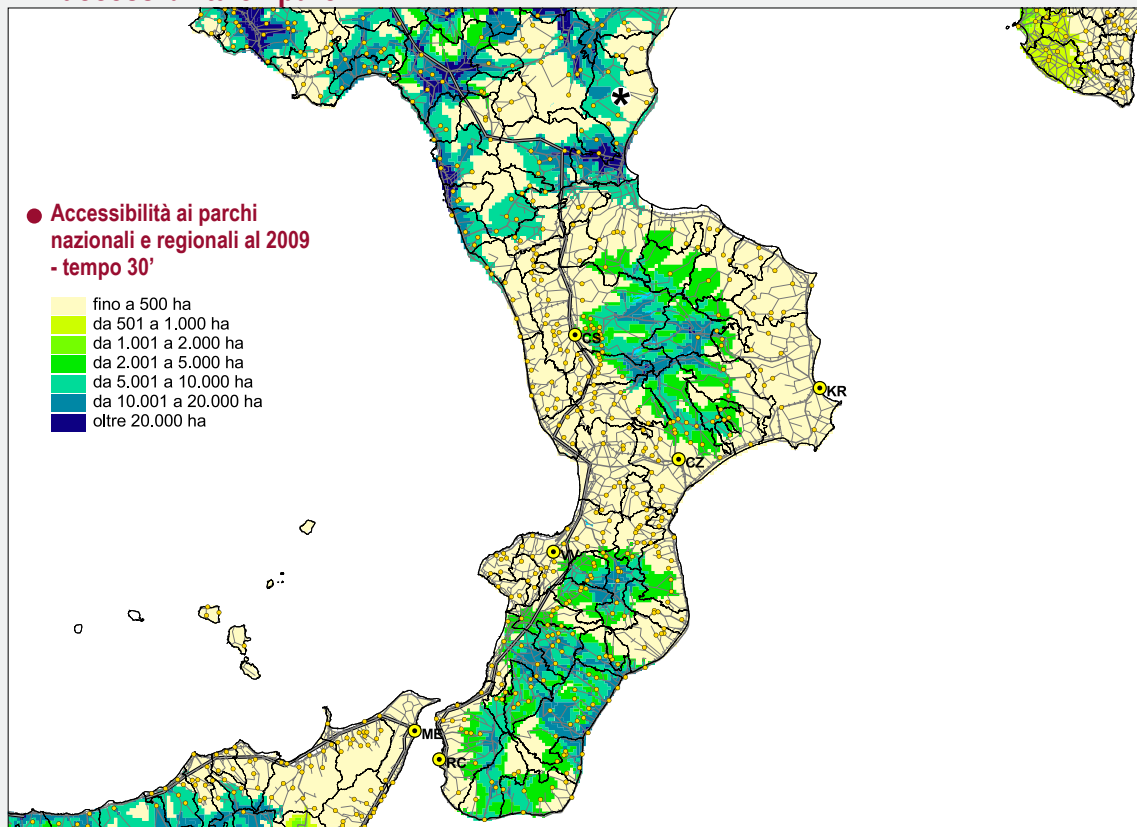 ● Accessibilità ai parchi
nazionali e regionali al 2009
- tempo 30’
fino a 500 ha
da 501 a 1.000 ha
da 1.001 a 2.000 ha
da 2.001 a 5.000 ha
da 5.001 a 10.000 ha
da 10.001 a 20.000 ha
oltre 20.000 ha
*
CS
KR
CZ
VV
ME
RC